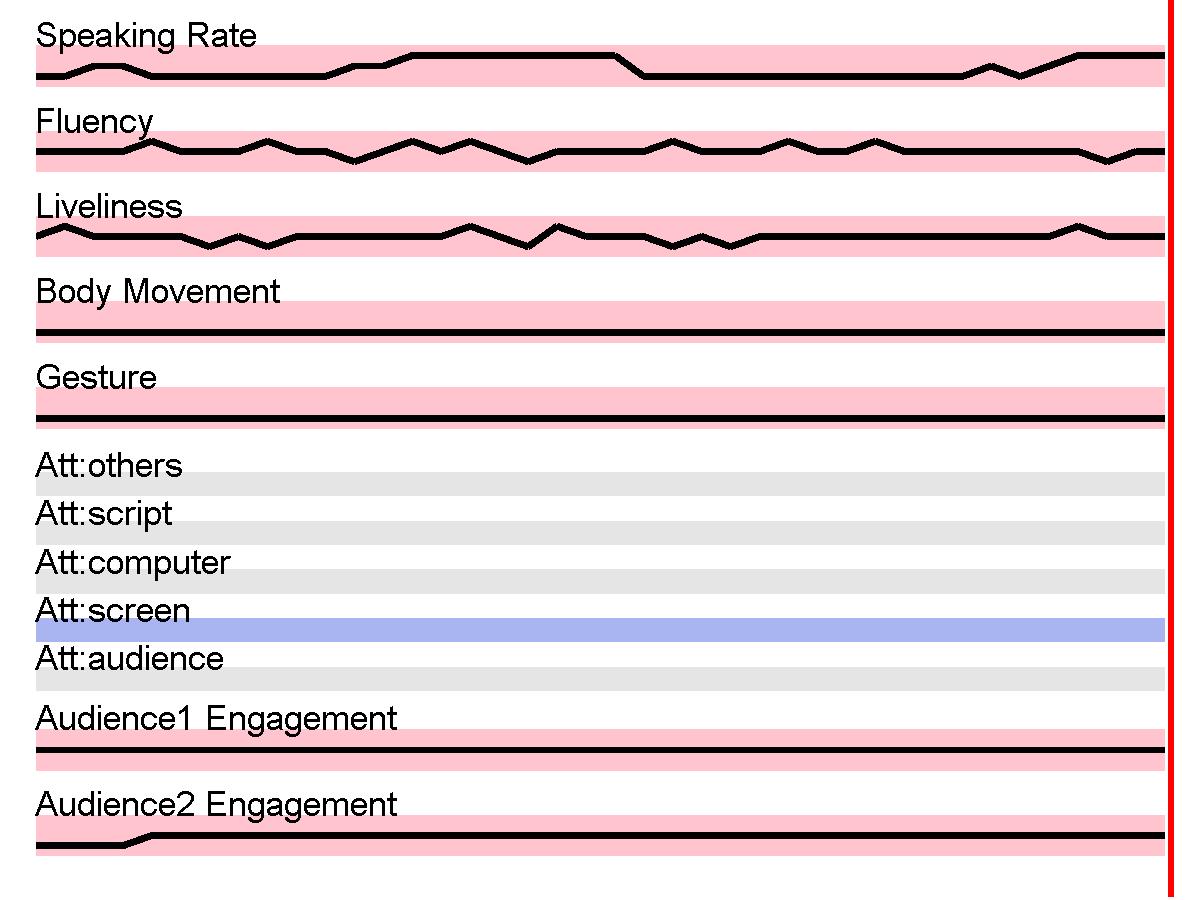 Speaking Rate
Fluency
Liveliness
Body Movement
Gesture
Att:others
Att:script
Att:computer
Att:screen
Att:audience
Audience1 Engagement
Audience2 Engagement